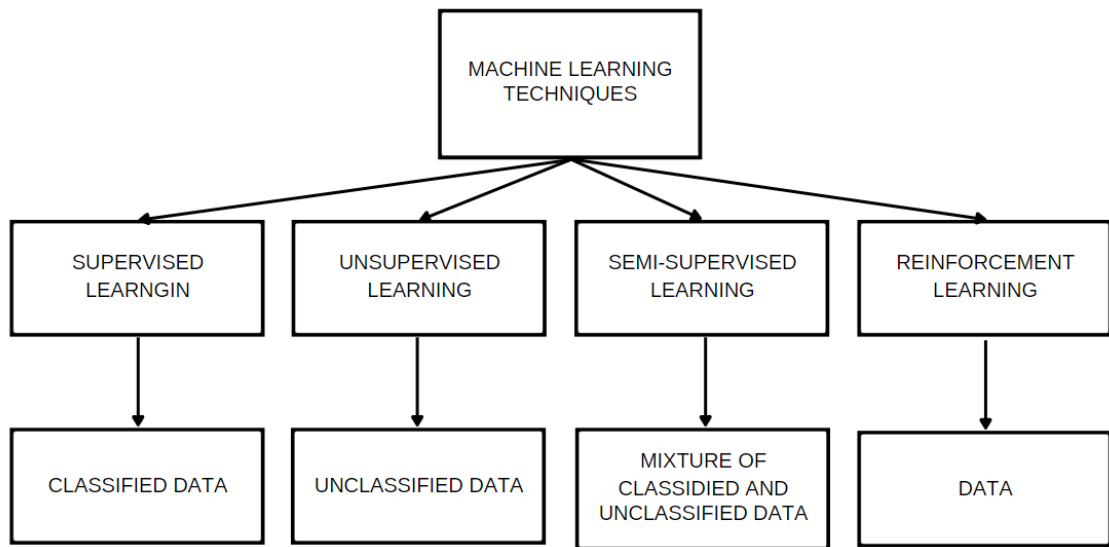 MACHINE LEARNING
TECHNIQUES
SUPERVISED
LEARNGIN
UNSUPERVISED
LEARNING
SEMI-SUPERVISED
LEARNING
REINFORCEMENT
LEARNING
CLASSIFIED DATA
UNCLASSIFIED DATA
MIXTURE OF
CLASSIDIED AND
UNCLASSIFIED DATA
DATA